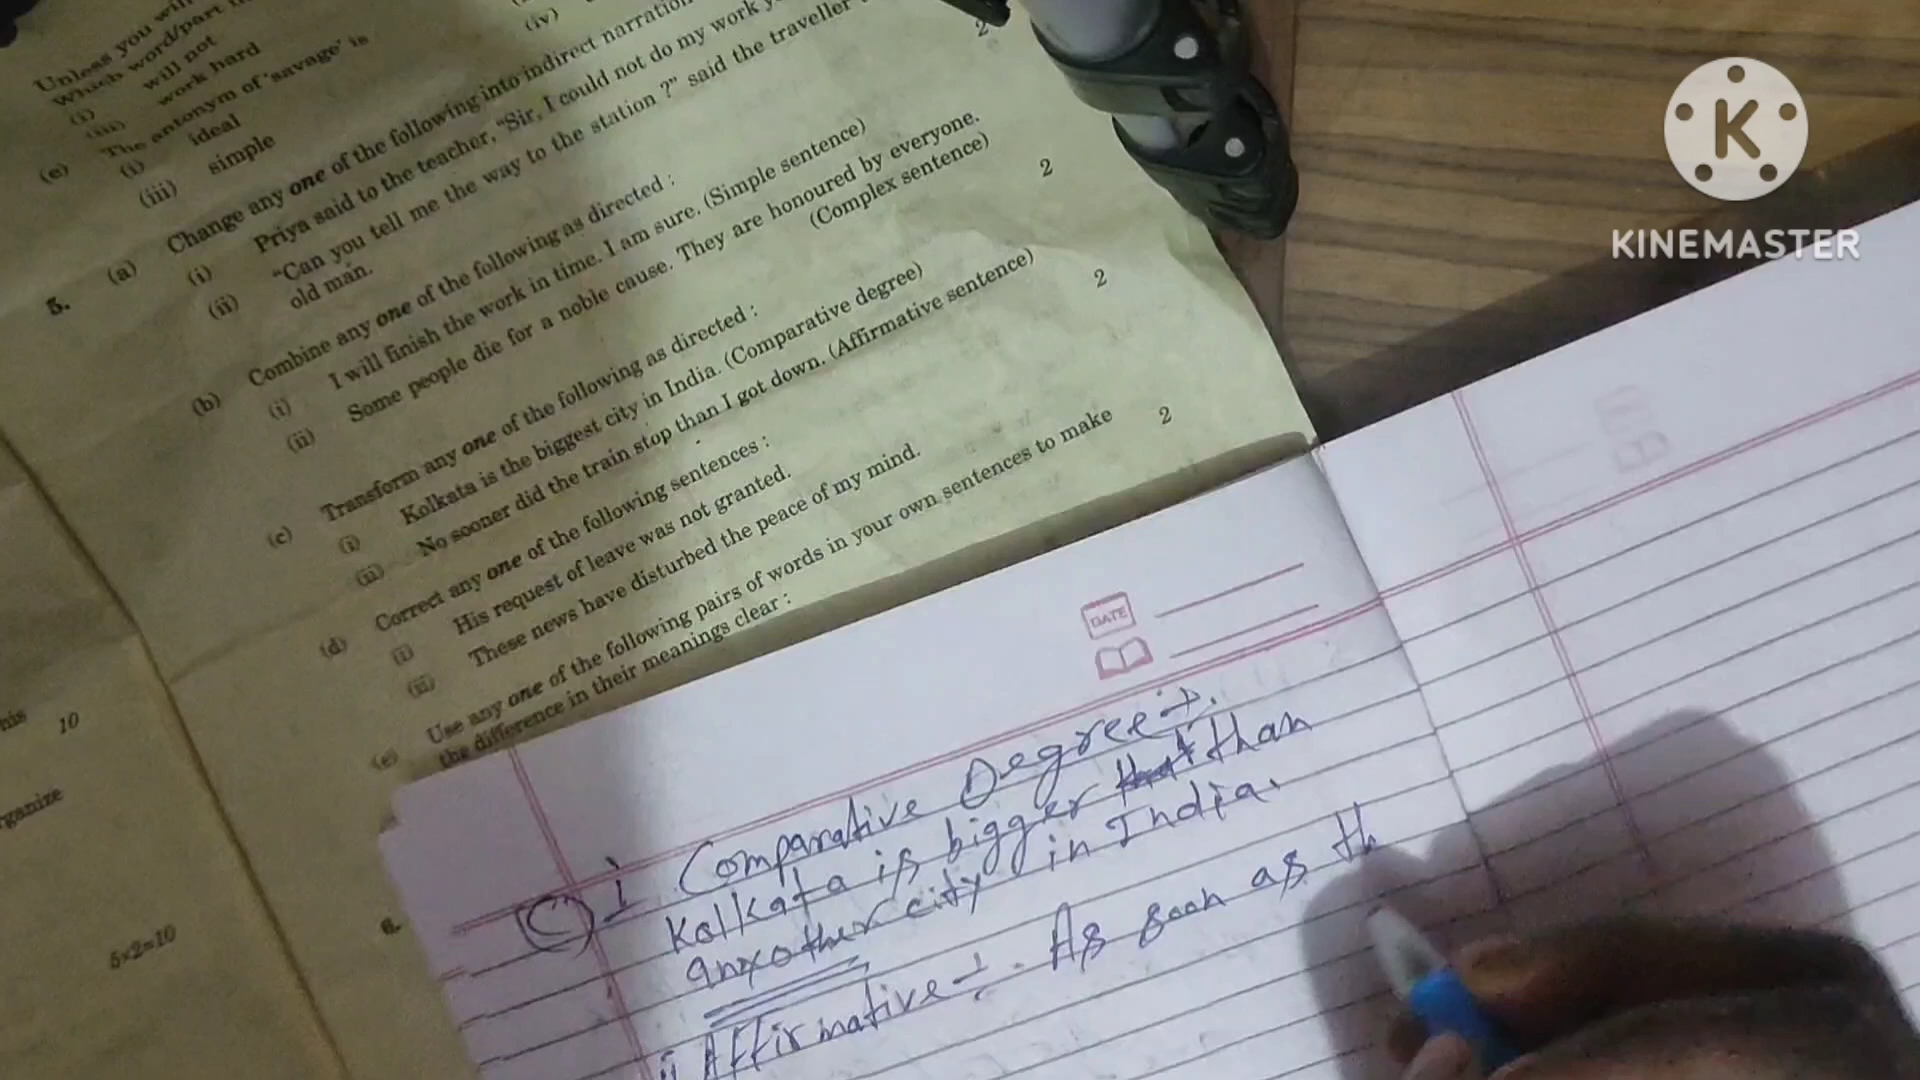 Unless you will
Which word/part
(i) will not
(iii) work hard
(iv)
(e) The antonym of 'savage' is
(i) ideal
(iii) simple
5. (a) Change any one of the following into indirect narration
(i) Priya said to the teacher, "Sir, I could not do my work
(ii) "Can you tell me the way to the station ?" said the traveller
old man.
2
(b) Combine any one of the following as directed :
(i) I will finish the work in time. I am sure. (Simple sentence)
(ii) Some people die for a noble cause. They are honoured by everyone.
(Complex sentence)
2
(c) Transform any one of the following as directed :
(i) Kolkata is the biggest city in India. (Comparative degree)
(ii) No sooner did the train stop than I got down. (Affirmative sentence)
2
(d) Correct any one of the following sentences :
(i) His request of leave was not granted.
(ii) These news have disturbed the peace of my mind.
2
(e) Use any one of the following pairs of words in your own sentences to make
the difference in their meanings clear :
6.
his 10
rganize
5×2=10
KINEMASTER
DATE
(C) i Comparative Degree →.
Kolkata is bigger than
any other city in India.
ii Affirmative →. As soon as th